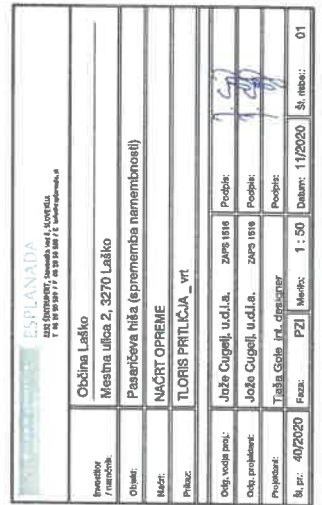 ESPLANADA
Investitor / naročnik: Občina Laško
Mestna ulica 2, 3270 Laško
Objekt: Pasaričeva hiša (sprememba namembnosti)
Načrt: NAČRT OPREME
Prikaz: TLORIS PRITLIČJA _ vrt
Odg. vodja proj.: Jože Cugelj, u.d.i.a. ZAPS 1516 Podpis:
Odg. projektant: Jože Cugelj, u.d.i.a. ZAPS 1516 Podpis:
Projektant: Tjaša Gole int. designer Podpis:
Št. pr.: 40/2020 Faza: PZI Merilo: 1 : 50 Datum: 11/2020 Št. risbe: 01